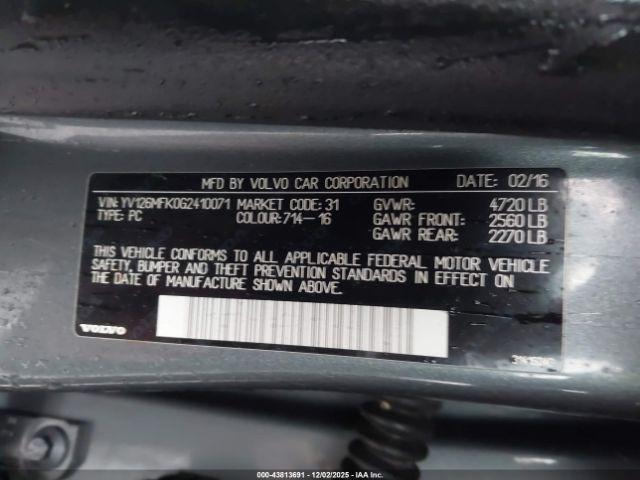 MFD BY VOLVO CAR CORPORATION DATE: 02/16
VIN: YV126MFK0G2410071 MARKET CODE: 31 GVWR: 4720 LB
TYPE: PC COLOUR: 714-16 GAWR FRONT: 2560 LB
GAWR REAR: 2270 LB
THIS VEHICLE CONFORMS TO ALL APPLICABLE FEDERAL MOTOR VEHICLE
SAFETY, BUMPER AND THEFT PREVENTION STANDARDS IN EFFECT ON
THE DATE OF MANUFACTURE SHOWN ABOVE.
VOLVO
000-43813691 - 12/02/2025 - IAA Inc.